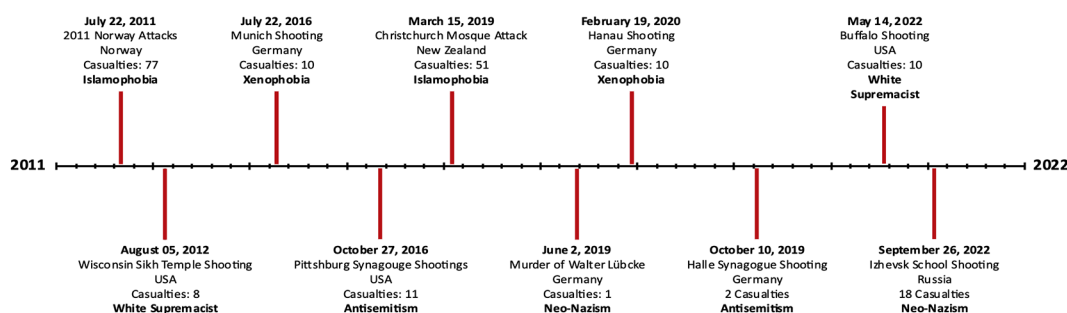 July 22, 2011
2011 Norway Attacks
Norway
Casualties: 77
Islamophobia
July 22, 2016
Munich Shooting
Germany
Casualties: 10
Xenophobia
March 15, 2019
Christchurch Mosque Attack
New Zealand
Casualties: 51
Islamophobia
February 19, 2020
Hanau Shooting
Germany
Casualties: 10
Xenophobia
May 14, 2022
Buffalo Shooting
USA
Casualties: 10
White
Supremacist
2011
2022
August 05, 2012
Wisconsin Sikh Temple Shooting
USA
Casualties: 8
White Supremacist
October 27, 2016
Pittshburg Synagouge Shootings
USA
Casualties: 11
Antisemitism
June 2, 2019
Murder of Walter Lübcke
Germany
Casualties: 1
Neo-Nazism
October 10, 2019
Halle Synagogue Shooting
Germany
2 Casualties
Antisemitism
September 26, 2022
Izhevsk School Shooting
Russia
18 Casualties
Neo-Nazism